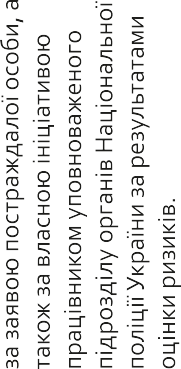 за заявою постраждалої особи, а
також за власною ініціативою
працівником уповноваженого
підрозділу органів Національної
поліції України за результатами
оцінки ризиків.